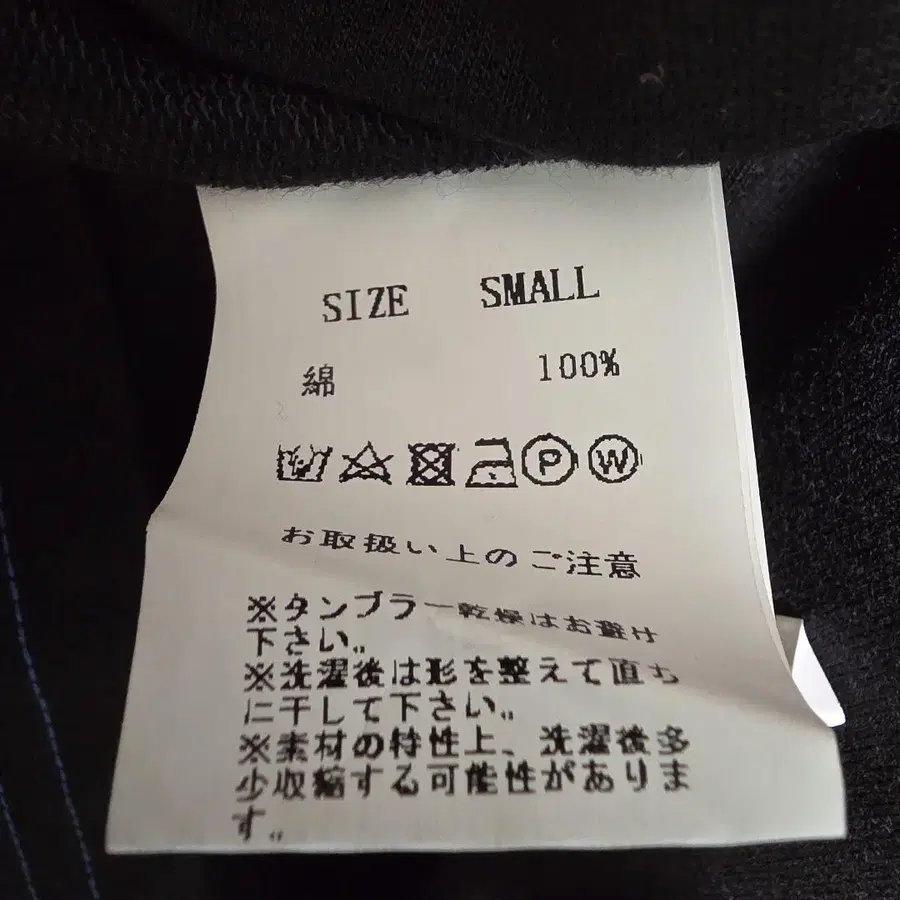 SIZE SMALL
綿 100%
P W
お取扱い上のご注意
※タンブラー乾燥はお避け
下さい。
※洗濯後は形を整えて直ち
に干して下さい。
※素材の特性上、洗濯後多
少収縮する可能性がありま
す。